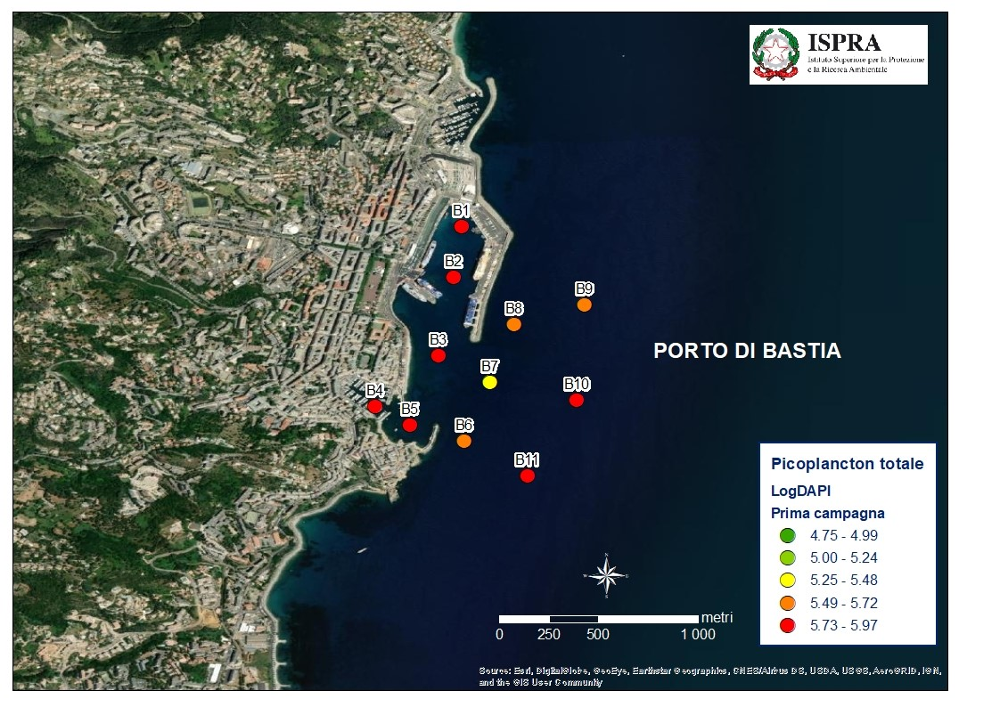 ISPRA
Istituto Superiore per la Protezione
e la Ricerca Ambientale
B1
B2
B9
B8
PORTO DI BASTIA
B3
B7
B4
B10
B5
B6
B11
Picoplancton totale
LogDAPI
Prima campagna
4.75 - 4.99
5.00 - 5.24
5.25 - 5.48
5.49 - 5.72
5.73 - 5.97
N
W
S
metri
0 250 500 1 000
Source: Esri, DigitalGlobe, GeoEye, Earthstar Geographics, CNES/Airbus DS, USDA, USGS, AeroGRID, IGN,
and the GIS User Community